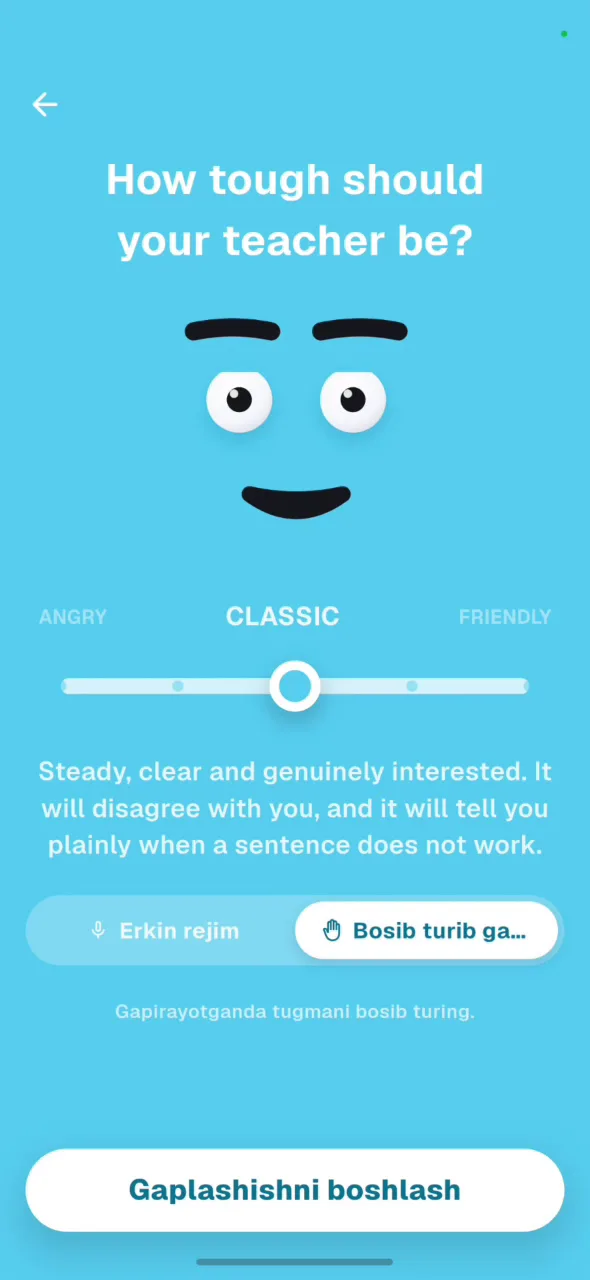 How tough should
your teacher be?
ANGRY
CLASSIC
FRIENDLY
Steady, clear and genuinely interested. It
will disagree with you, and it will tell you
plainly when a sentence does not work.
Erkin rejim
Bosib turib ga...
Gapirayotganda tugmani bosib turing.
Gaplashishni boshlash